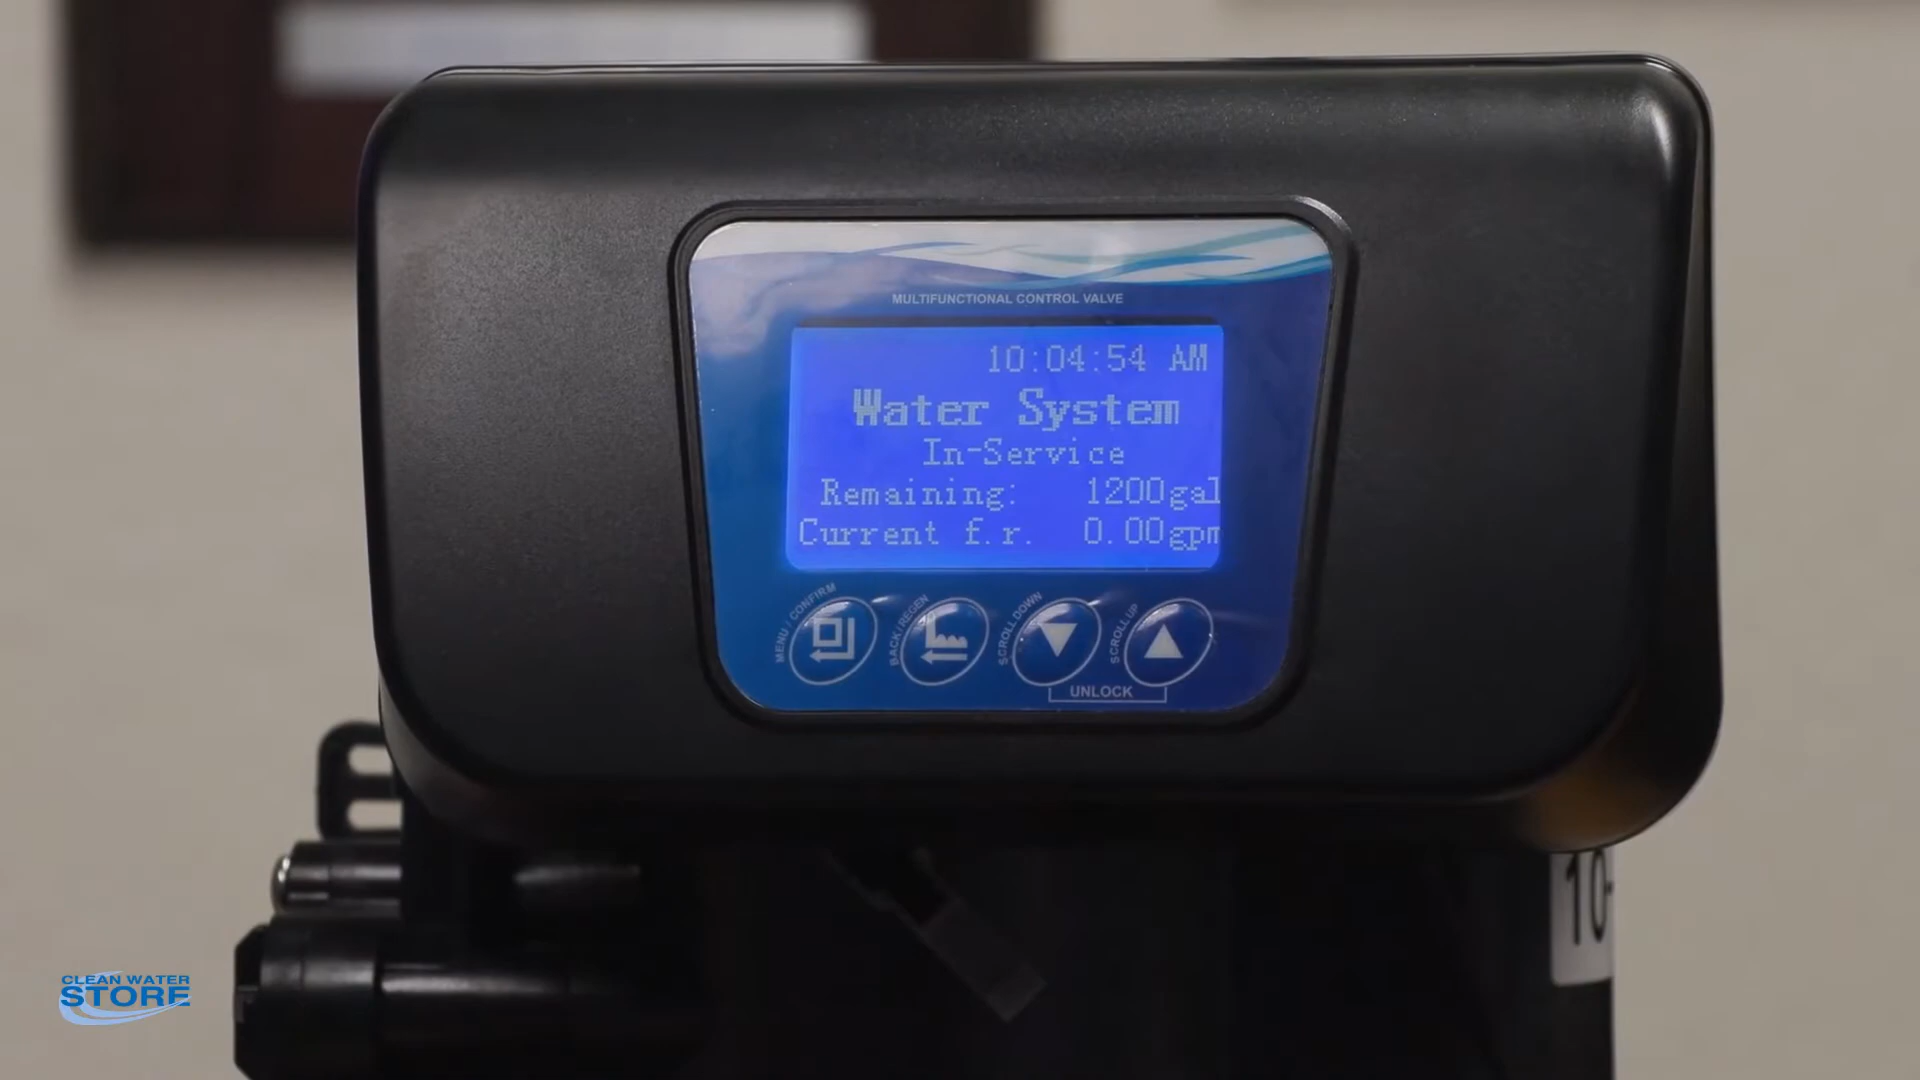 MULTIFUNCTIONAL CONTROL VALVE
10:04:54 AM
Water System
In-Service
Remaining: 1200gal
Current f.r. 0.00gpm
MENU / CONFIRM
BACK / REGEN
SCROLL DOWN
SCROLL UP
UNLOCK
10-
CLEAN WATER
STORE